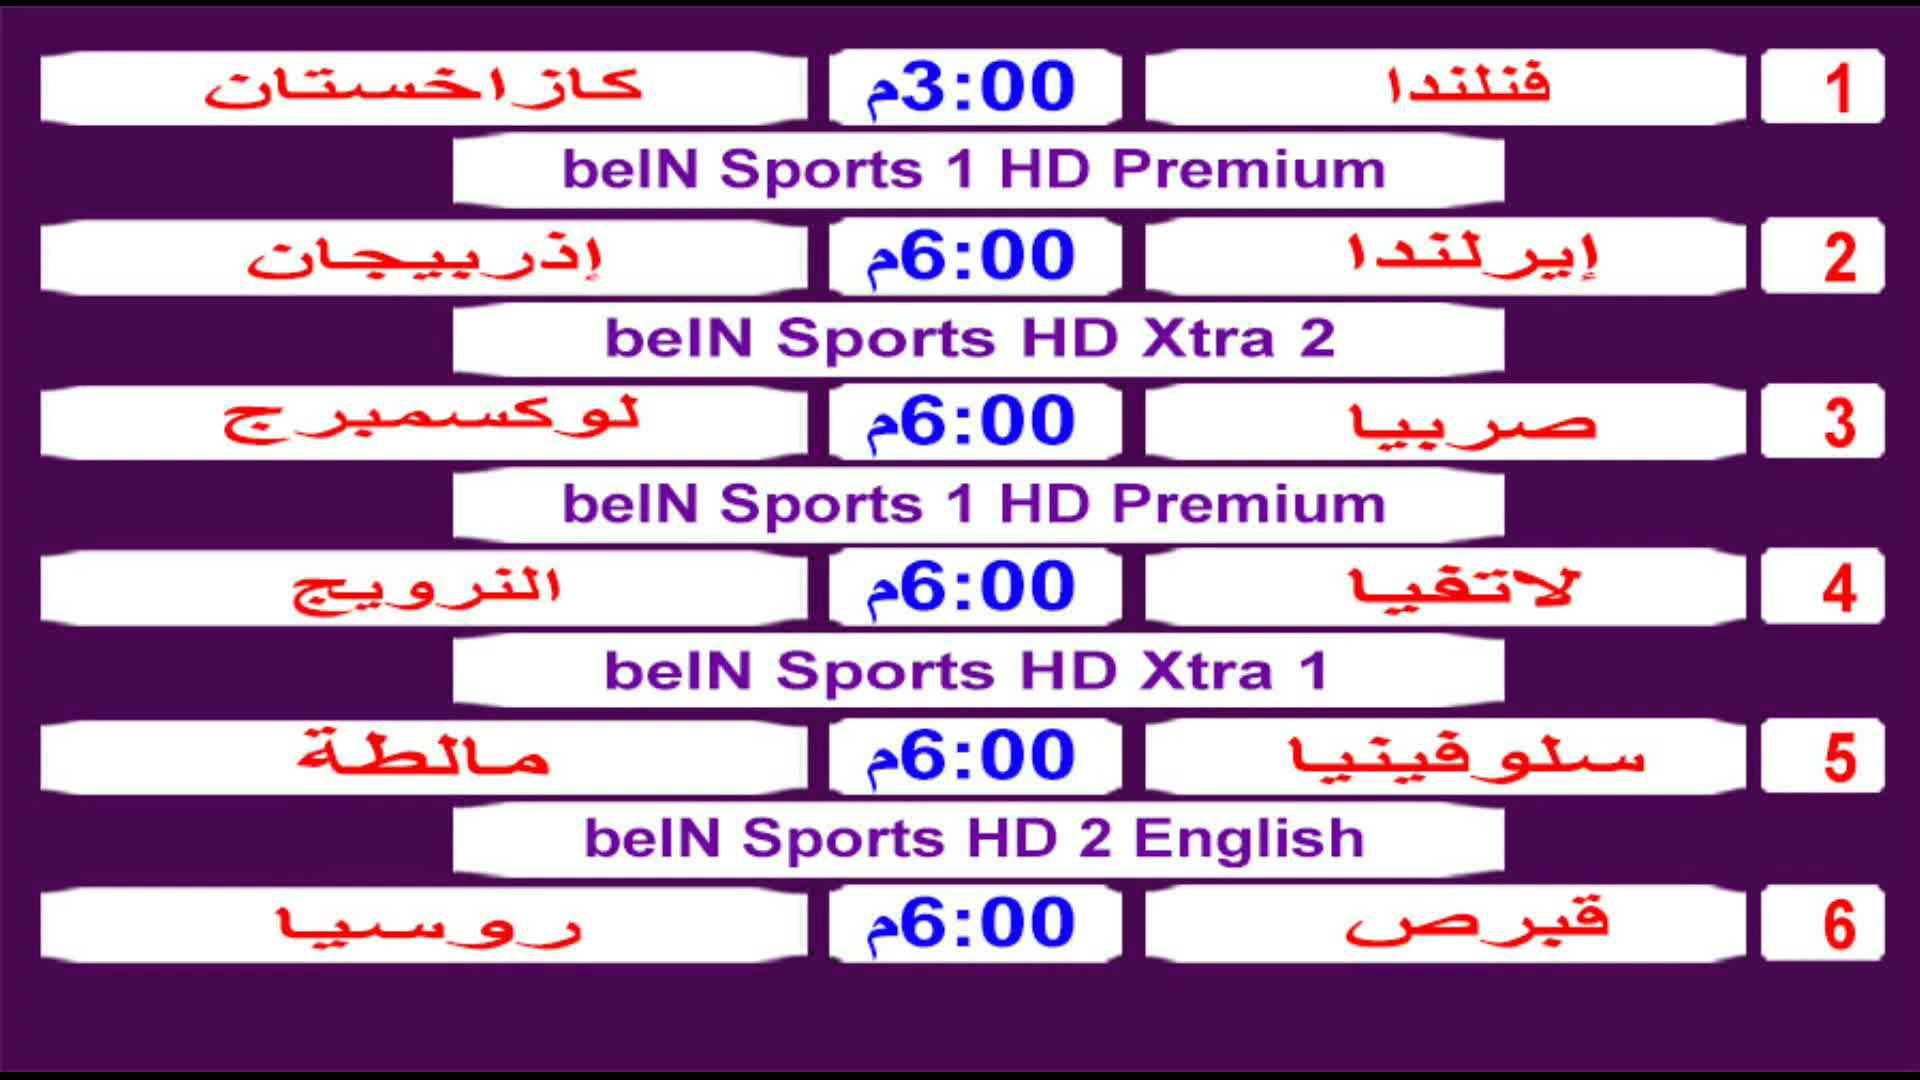 1 فنلندا 3:00م كازاخستان
beIN Sports 1 HD Premium
2 إيرلندا 6:00م إذربيجان
beIN Sports HD Xtra 2
3 صربيا 6:00م لوكسمبرج
beIN Sports 1 HD Premium
4 لاتفيا 6:00م النرويج
beIN Sports HD Xtra 1
5 سلوفينيا 6:00م مالطة
beIN Sports HD 2 English
6 قبرص 6:00م روسيا